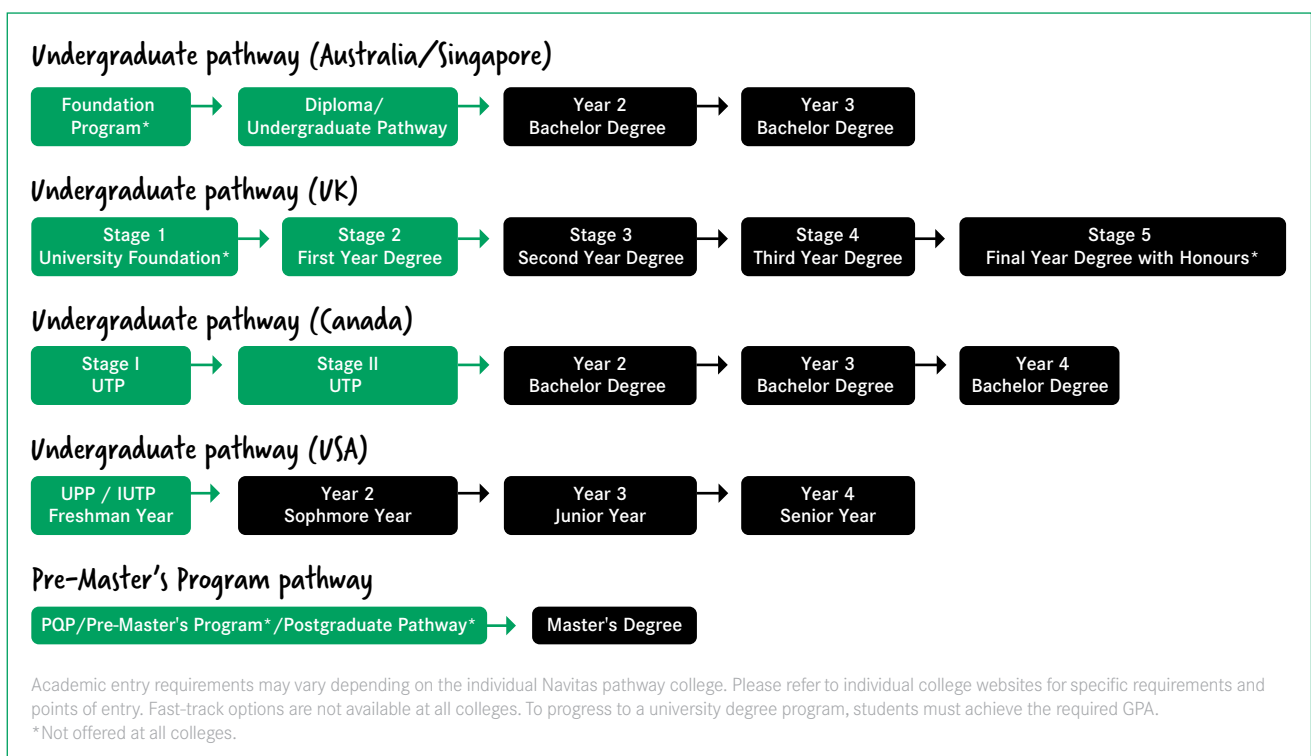 Undergraduate pathway (Australia/Singapore)
Foundation
Program*
Diploma/
Undergraduate Pathway
Year 2
Bachelor Degree
Year 3
Bachelor Degree
Undergraduate pathway (UK)
Stage 1
University Foundation*
Stage 2
First Year Degree
Stage 3
Second Year Degree
Stage 4
Third Year Degree
Stage 5
Final Year Degree with Honours*
Undergraduate pathway (Canada)
Stage I
UTP
Stage II
UTP
Year 2
Bachelor Degree
Year 3
Bachelor Degree
Year 4
Bachelor Degree
Undergraduate pathway (USA)
UPP / IUTP
Freshman Year
Year 2
Sophmore Year
Year 3
Junior Year
Year 4
Senior Year
Pre-Master's Program pathway
PQP/Pre-Master's Program*/Postgraduate Pathway*
Master's Degree
Academic entry requirements may vary depending on the individual Navitas pathway college. Please refer to individual college websites for specific requirements and
points of entry. Fast-track options are not available at all colleges. To progress to a university degree program, students must achieve the required GPA.
*Not offered at all colleges.